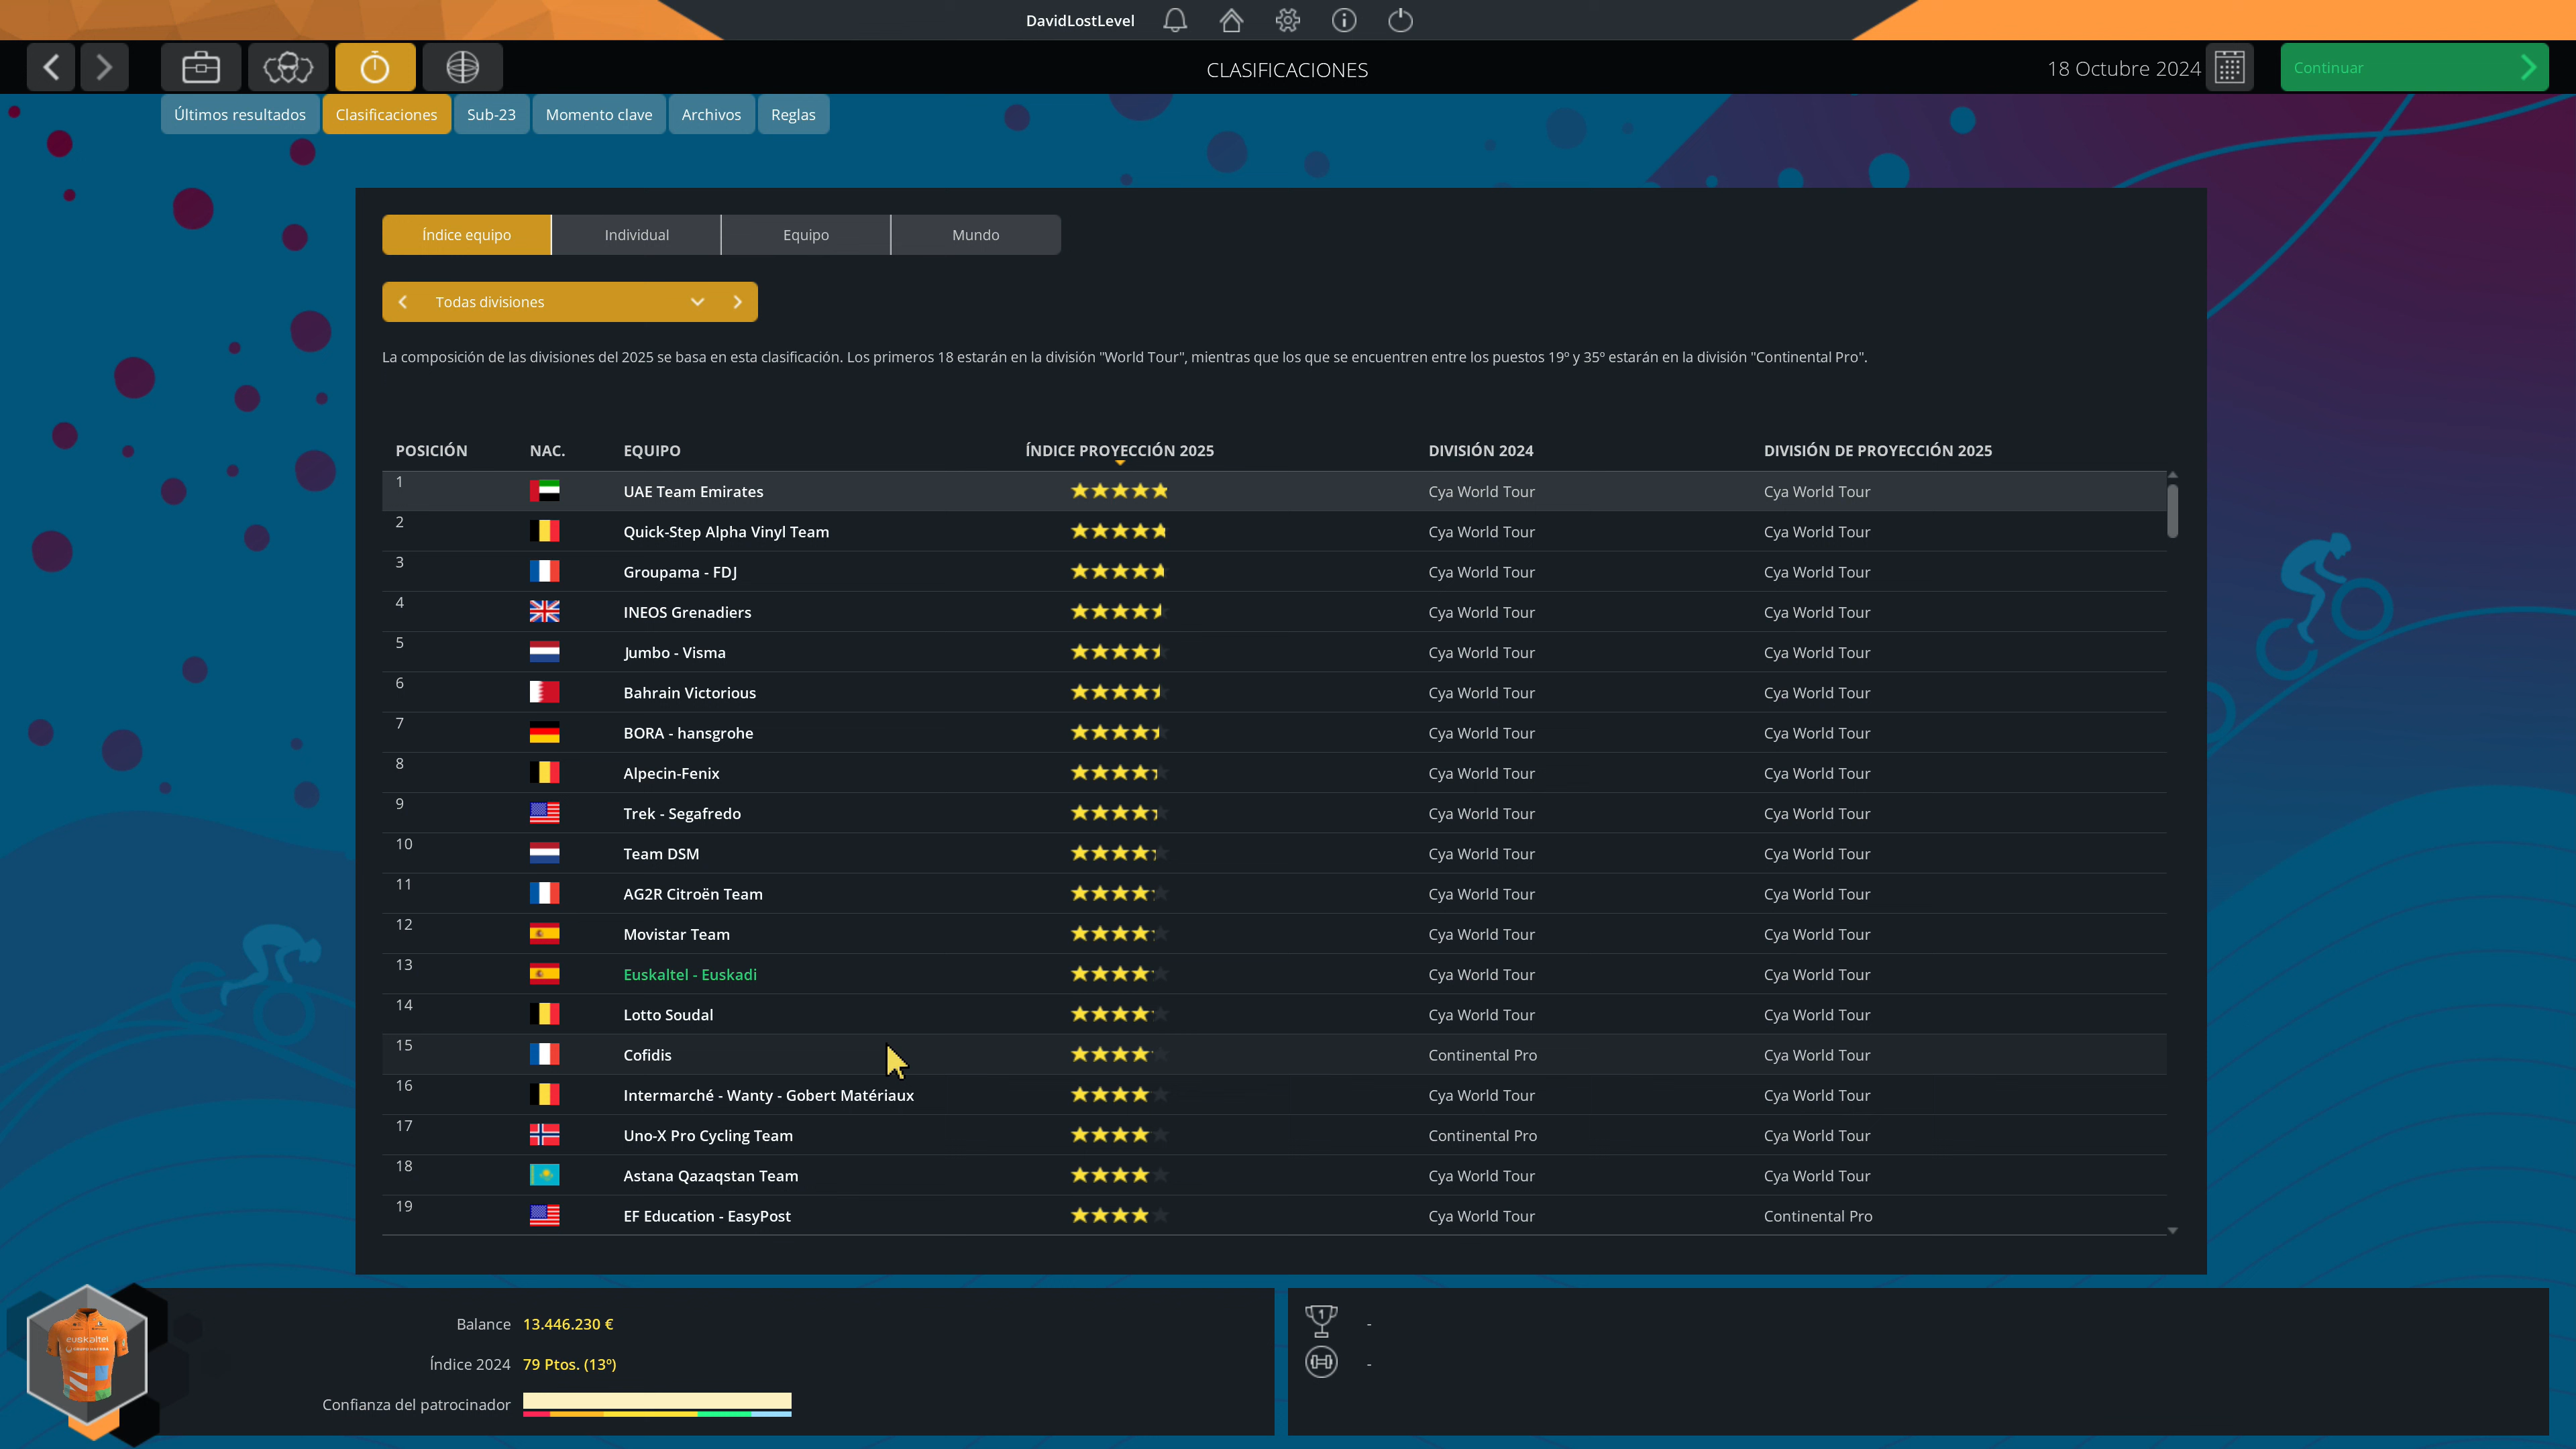 DavidLostLevel
CLASIFICACIONES
18 Octubre 2024
Continuar
Últimos resultados
Clasificaciones
Sub-23
Momento clave
Archivos
Reglas
Índice equipo
Individual
Equipo
Mundo
Todas divisiones
La composición de las divisiones del 2025 se basa en esta clasificación. Los primeros 18 estarán en la división "World Tour", mientras que los que se encuentren entre los puestos 19º y 35º estarán en la división "Continental Pro".
POSICIÓN NAC. EQUIPO ÍNDICE PROYECCIÓN 2025 DIVISIÓN 2024 DIVISIÓN DE PROYECCIÓN 2025
1 UAE Team Emirates Cya World Tour Cya World Tour
2 Quick-Step Alpha Vinyl Team Cya World Tour Cya World Tour
3 Groupama - FDJ Cya World Tour Cya World Tour
4 INEOS Grenadiers Cya World Tour Cya World Tour
5 Jumbo - Visma Cya World Tour Cya World Tour
6 Bahrain Victorious Cya World Tour Cya World Tour
7 BORA - hansgrohe Cya World Tour Cya World Tour
8 Alpecin-Fenix Cya World Tour Cya World Tour
9 Trek - Segafredo Cya World Tour Cya World Tour
10 Team DSM Cya World Tour Cya World Tour
11 AG2R Citroën Team Cya World Tour Cya World Tour
12 Movistar Team Cya World Tour Cya World Tour
13 Euskaltel - Euskadi Cya World Tour Cya World Tour
14 Lotto Soudal Cya World Tour Cya World Tour
15 Cofidis Continental Pro Cya World Tour
16 Intermarché - Wanty - Gobert Matériaux Cya World Tour Cya World Tour
17 Uno-X Pro Cycling Team Continental Pro Cya World Tour
18 Astana Qazaqstan Team Cya World Tour Cya World Tour
19 EF Education - EasyPost Cya World Tour Continental Pro
Balance 13.446.230 €
Índice 2024 79 Ptos. (13º)
Confianza del patrocinador
euskaltel
1 -
-